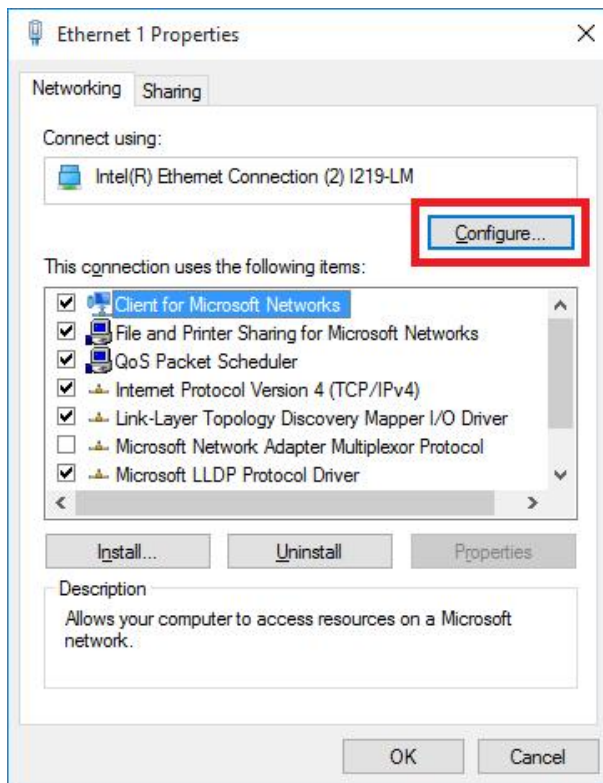 Ethernet 1 Properties
Networking
Sharing
Connect using:
Intel(R) Ethernet Connection (2) I219-LM
Configure...
This connection uses the following items:
Client for Microsoft Networks
File and Printer Sharing for Microsoft Networks
QoS Packet Scheduler
Internet Protocol Version 4 (TCP/IPv4)
Link-Layer Topology Discovery Mapper I/O Driver
Microsoft Network Adapter Multiplexor Protocol
Microsoft LLDP Protocol Driver
Install...
Uninstall
Properties
Description
Allows your computer to access resources on a Microsoft
network.
OK
Cancel